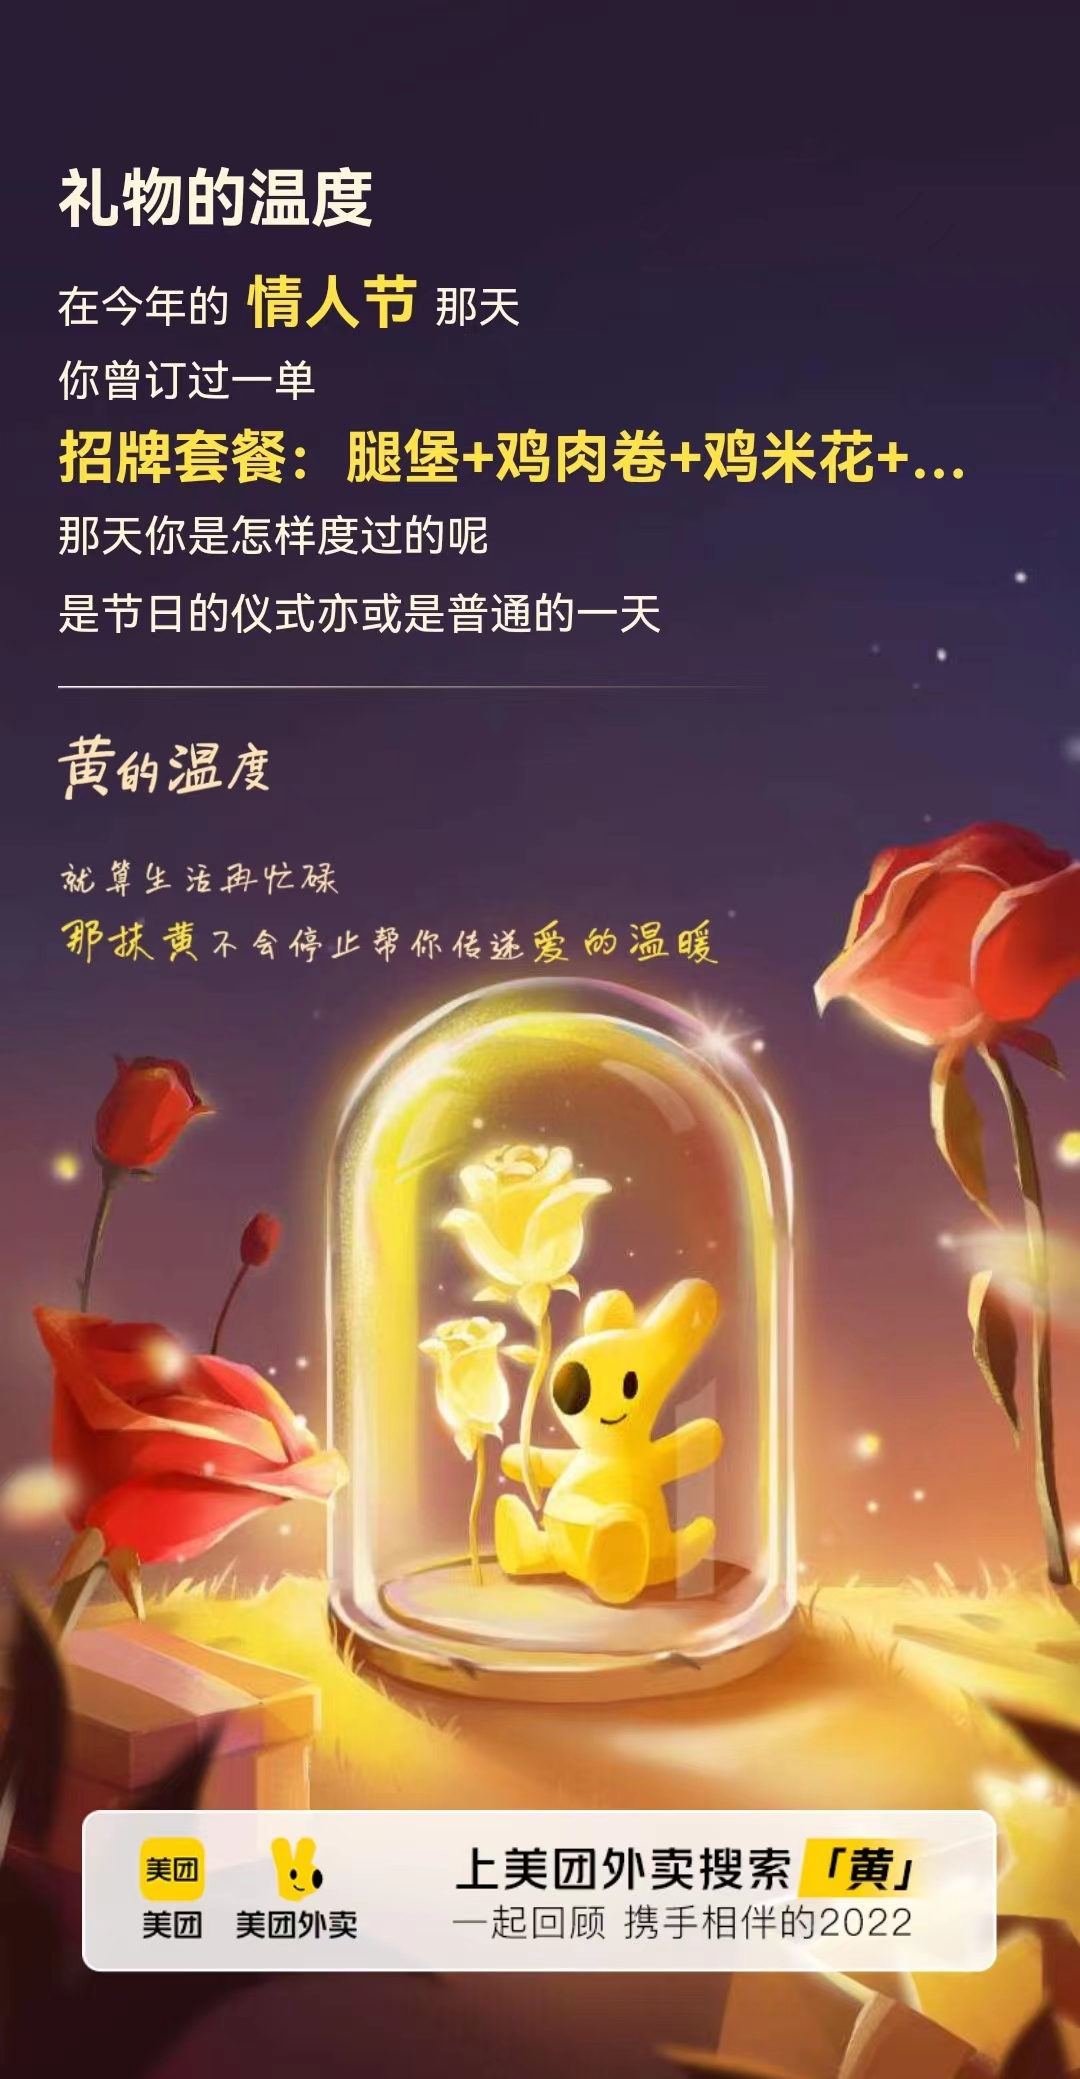 礼物的温度
在今年的 情人节 那天
你曾订过一单
招牌套餐：腿堡+鸡肉卷+鸡米花+...
那天你是怎样度过的呢
是节日的仪式亦或是普通的一天
黄的温度
就算生活再忙碌
那抹黄不会停止帮你传递爱的温暖
美团
美团
美团外卖
上美团外卖搜索「黄」
一起回顾 携手相伴的2022